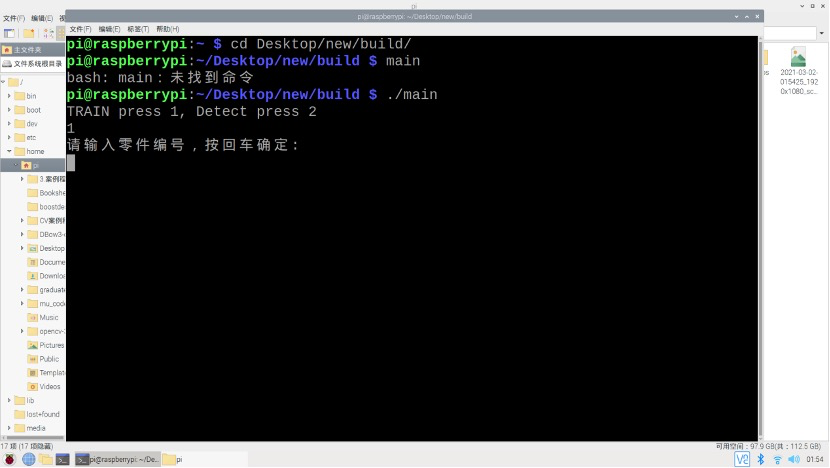 pi
文件(F) 编辑(E)
pi@raspberrypi: ~/Desktop/new/build
文件(F) 编辑(E) 标签(T) 帮助(H)
pi@raspberrypi:~ $ cd Desktop/new/build/
pi@raspberrypi:~/Desktop/new/build $ main
bash: main：未找到命令
pi@raspberrypi:~/Desktop/new/build $ ./main
TRAIN press 1, Detect press 2
1
请输入零件编号，按回车确定：
主文件夹
文件系统根目录
/
bin
boot
dev
etc
home
pi
3 案例程
Bookshe
boostde
CV案例
DBow3-
Desktop
Docume
Downloa
graduate
mu_code
Music
opencv-
Pictures
Public
Templat
Videos
lib
lost+found
media
2021-03-02-
015425_192
0x1080_sc...
17 项 (17 项隐藏)
可用空间：97.9 GB(共：112.5 GB)
pi@raspberrypi: ~/De...
pi
01:54